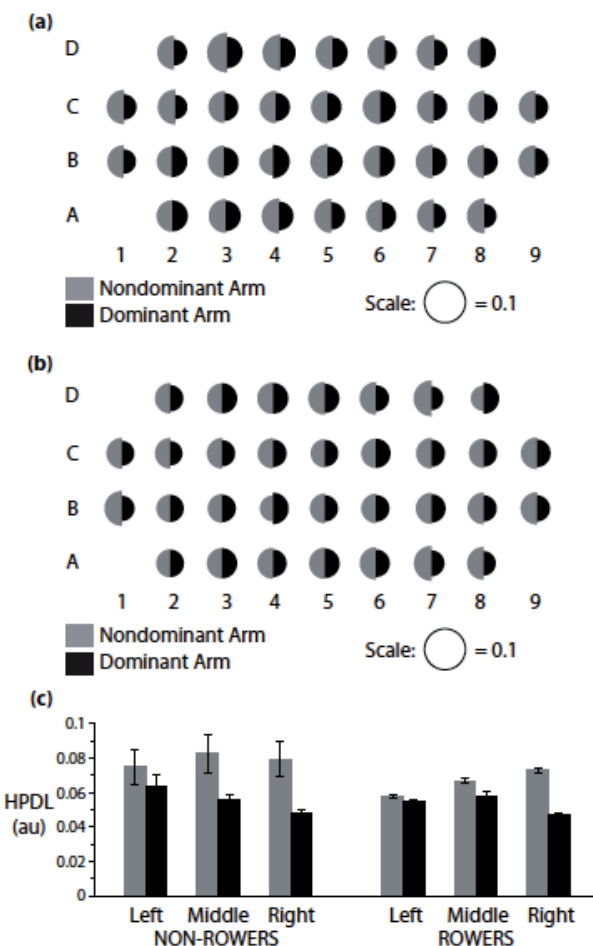 (a)
D
C
B
A
1 2 3 4 5 6 7 8 9
Nondominant Arm
Dominant Arm
Scale: = 0.1
(b)
D
C
B
A
1 2 3 4 5 6 7 8 9
Nondominant Arm
Dominant Arm
Scale: = 0.1
(c)
0.1
0.08
0.06
0.04
0.02
0
HPDL
(au)
Left Middle Right Left Middle Right
NON-ROWERS ROWERS